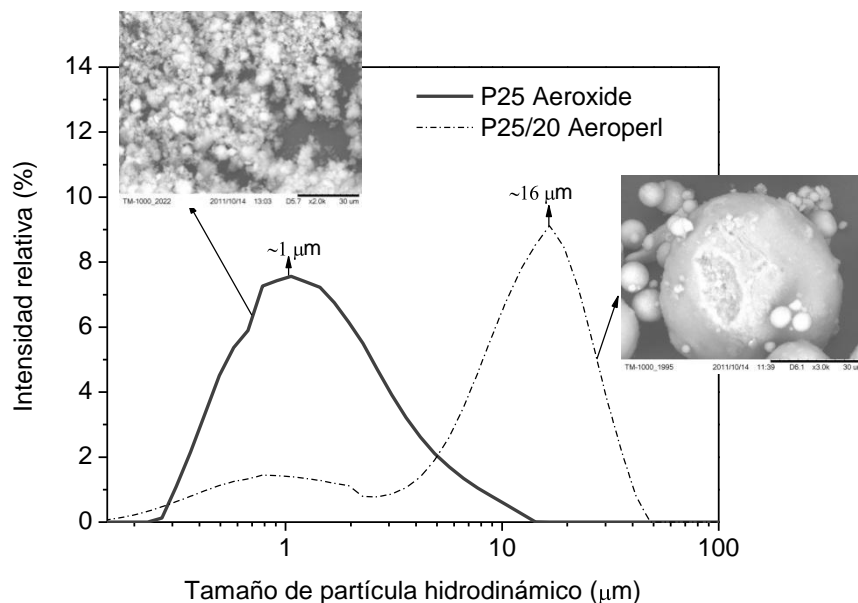 TM-1000_2022 2011/10/14 13:03 D5.7 x2.0k 30 um
14
12
10
8
6
4
2
0
Intensidad relativa (%)
P25 Aeroxide
P25/20 Aeroperl
~1 μm
~16 μm
TM-1000_1995 2011/10/14 11:39 D6.1 x3.0k 30 um
1 10 100
Tamaño de partícula hidrodinámico (μm)